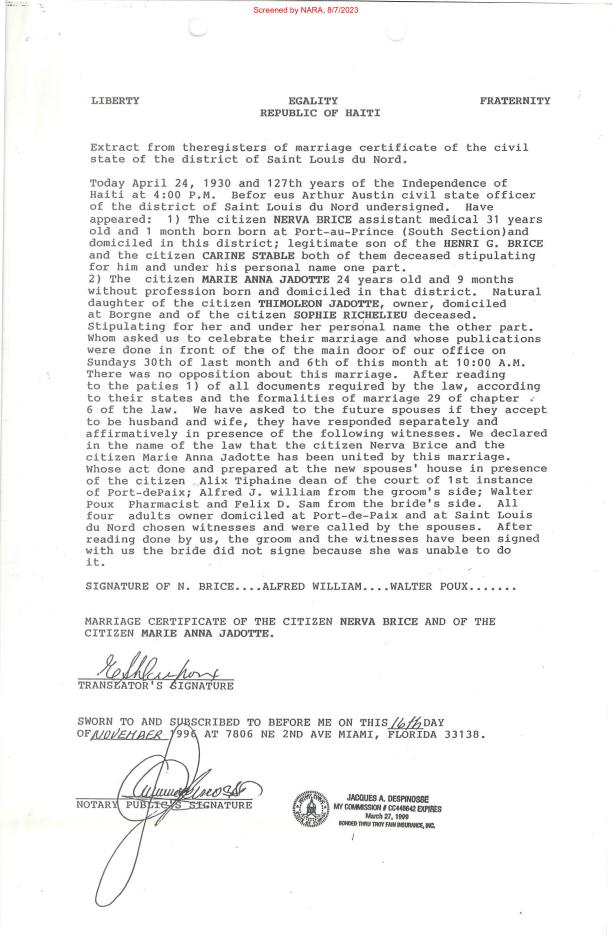 Screened by NARA, 8/7/2023
LIBERTY EGALITY FRATERNITY
REPUBLIC OF HAITI
Extract from theregisters of marriage certificate of the civil
state of the district of Saint Louis du Nord.
Today April 24, 1930 and 127th years of the Independence of
Haiti at 4:00 P.M. Befor eus Arthur Austin civil state officer
of the district of Saint Louis du Nord undersigned. Have
appeared: 1) The citizen NERVA BRICE assistant medical 31 years
old and 1 month born born at Port-au-Prince (South Section)and
domiciled in this district; legitimate son of the HENRI G. BRICE
and the citizen CARINE STABLE both of them deceased stipulating
for him and under his personal name one part.
2) The citizen MARIE ANNA JADOTTE 24 years old and 9 months
without profession born and domiciled in that district. Natural
daughter of the citizen THIMOLEON JADOTTE, owner, domiciled
at Borgne and of the citizen SOPHIE RICHELIEU deceased.
Stipulating for her and under her personal name the other part.
Whom asked us to celebrate their marriage and whose publications
were done in front of the of the main door of our office on
Sundays 30th of last month and 6th of this month at 10:00 A.M.
There was no opposition about this marriage. After reading
to the paties 1) of all documents required by the law, according
to their states and the formalities of marriage 29 of chapter
6 of the law. We have asked to the future spouses if they accept
to be husband and wife, they have responded separately and
affirmatively in presence of the following witnesses. We declared
in the name of the law that the citizen Nerva Brice and the
citizen Marie Anna Jadotte has been united by this marriage.
Whose act done and prepared at the new spouses' house in presence
of the citizen Alix Tiphaine dean of the court of 1st instance
of Port-dePaix; Alfred J. william from the groom's side; Walter
Poux Pharmacist and Felix D. Sam from the bride's side. All
four adults owner domiciled at Port-de-Paix and at Saint Louis
du Nord chosen witnesses and were called by the spouses. After
reading done by us, the groom and the witnesses have been signed
with us the bride did not signe because she was unable to do
it.
SIGNATURE OF N. BRICE....ALFRED WILLIAM....WALTER POUX.......
MARRIAGE CERTIFICATE OF THE CITIZEN NERVA BRICE AND OF THE
CITIZEN MARIE ANNA JADOTTE.
TRANSLATOR'S SIGNATURE
SWORN TO AND SUBSCRIBED TO BEFORE ME ON THIS 16th DAY
OF NOVEMBER 1996 AT 7806 NE 2ND AVE MIAMI, FLORIDA 33138.
NOTARY PUBLIC'S SIGNATURE
JACQUES A. DESPINOSSE
MY COMMISSION # CC448642 EXPIRES
March 27, 1999
BONDED THRU TROY FAIN INSURANCE, INC.